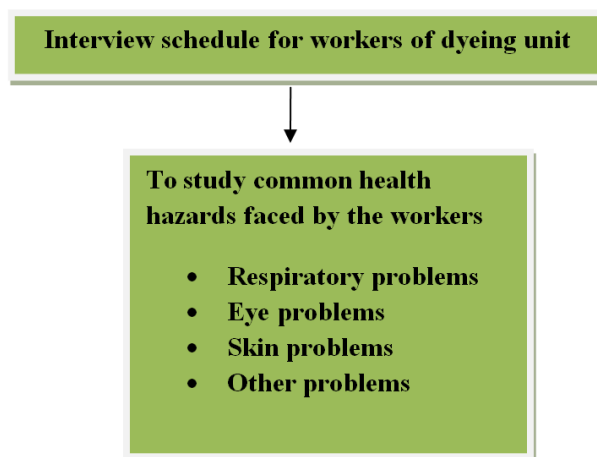 Interview schedule for workers of dyeing unit
To study common health
hazards faced by the workers
• Respiratory problems
• Eye problems
• Skin problems
• Other problems